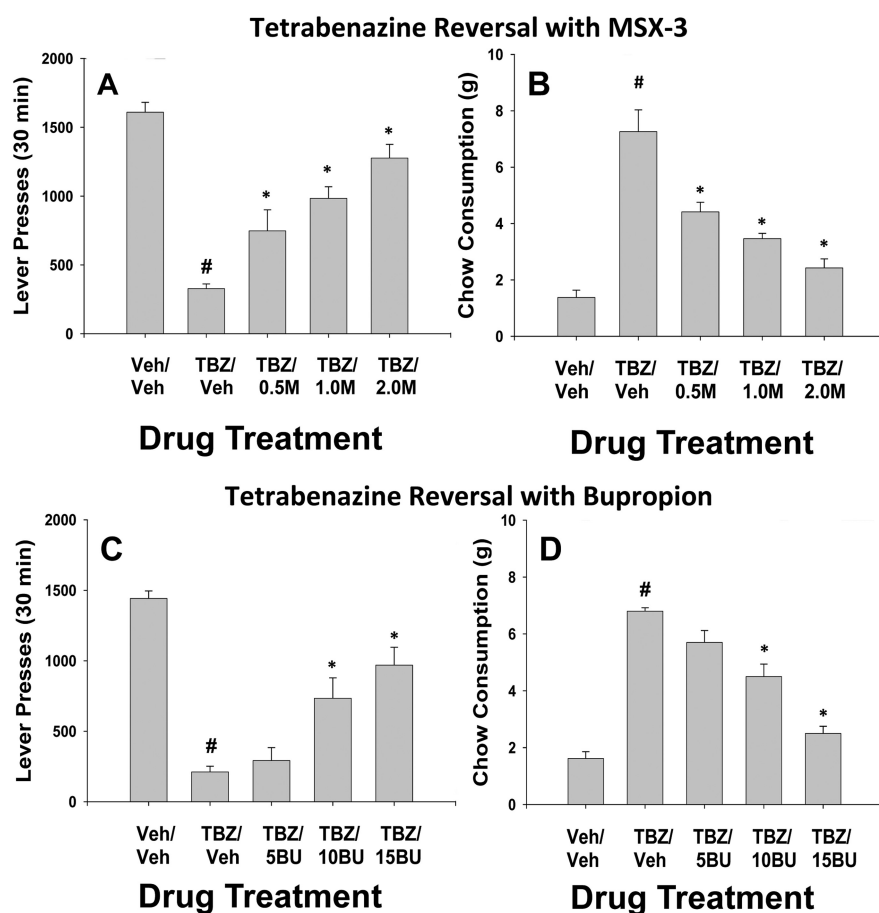 Tetrabenazine Reversal with MSX-3
A
Lever Presses (30 min)
2000
1500
1000
500
0
#
*
*
*
Veh/ TBZ/ TBZ/ TBZ/ TBZ/
Veh Veh 0.5M 1.0M 2.0M
Drug Treatment
B
Chow Consumption (g)
10
8
6
4
2
0
#
*
*
*
Veh/ TBZ/ TBZ/ TBZ/ TBZ/
Veh Veh 0.5M 1.0M 2.0M
Drug Treatment
Tetrabenazine Reversal with Bupropion
C
Lever Presses (30 min)
2000
1500
1000
500
0
#
*
*
Veh/ TBZ/ TBZ/ TBZ/ TBZ/
Veh Veh 5BU 10BU 15BU
Drug Treatment
D
Chow Consumption (g)
10
8
6
4
2
0
#
*
*
Veh/ TBZ/ TBZ/ TBZ/ TBZ/
Veh Veh 5BU 10BU 15BU
Drug Treatment